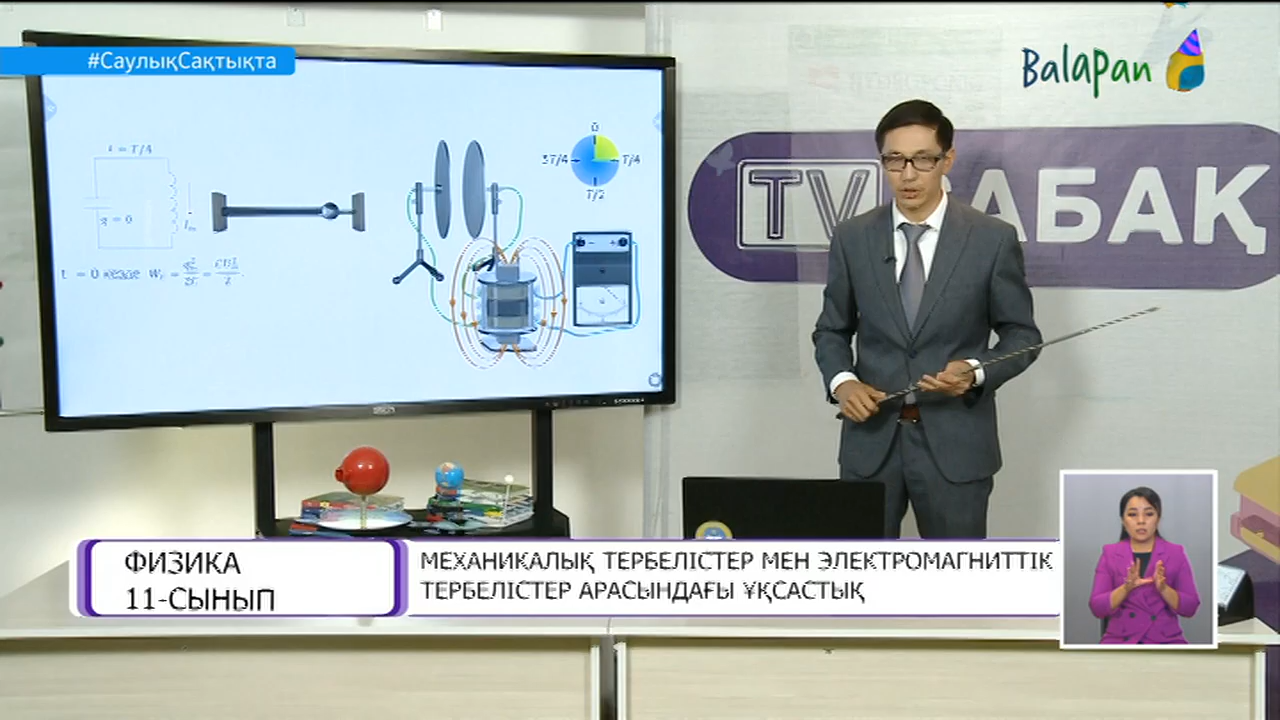 #СаулықСақтықта
Balapan
TV САБАҚ
t = T/4
q = 0
0
3T/4
T/4
T/2
t = 0 кезде
ФИЗИКА
11-СЫНЫП
МЕХАНИКАЛЫҚ ТЕРБЕЛІСТЕР МЕН ЭЛЕКТРОМАГНИТТІК
ТЕРБЕЛІСТЕР АРАСЫНДАҒЫ ҰҚСАСТЫҚ